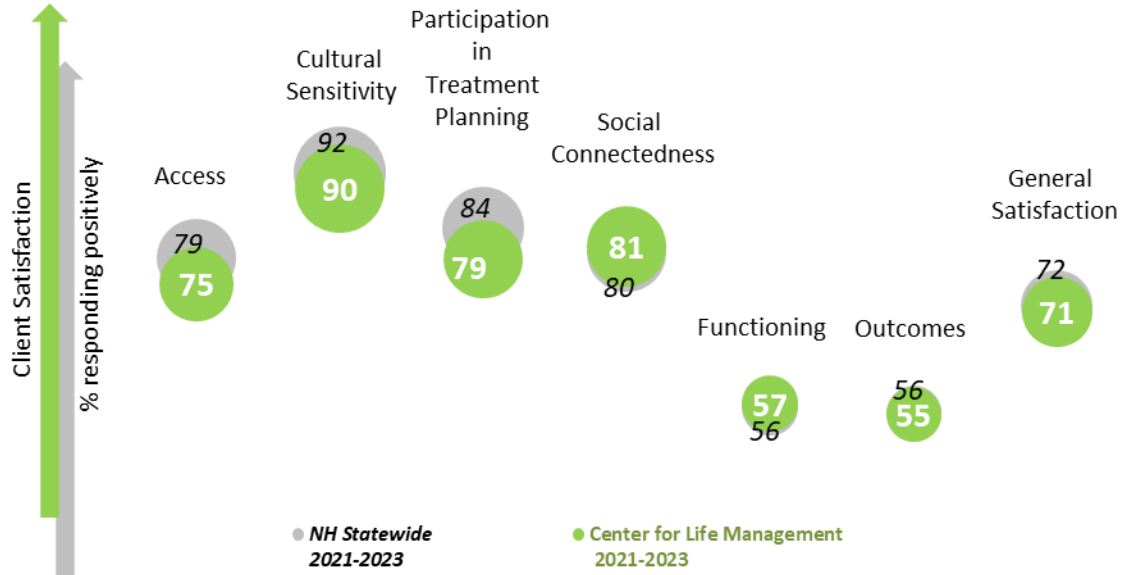 Client Satisfaction
% responding positively
Access
79
75
Cultural
Sensitivity
92
90
Participation
in
Treatment
Planning
84
79
Social
Connectedness
81
80
Functioning
57
56
Outcomes
56
55
General
Satisfaction
72
71
NH Statewide
2021-2023
Center for Life Management
2021-2023